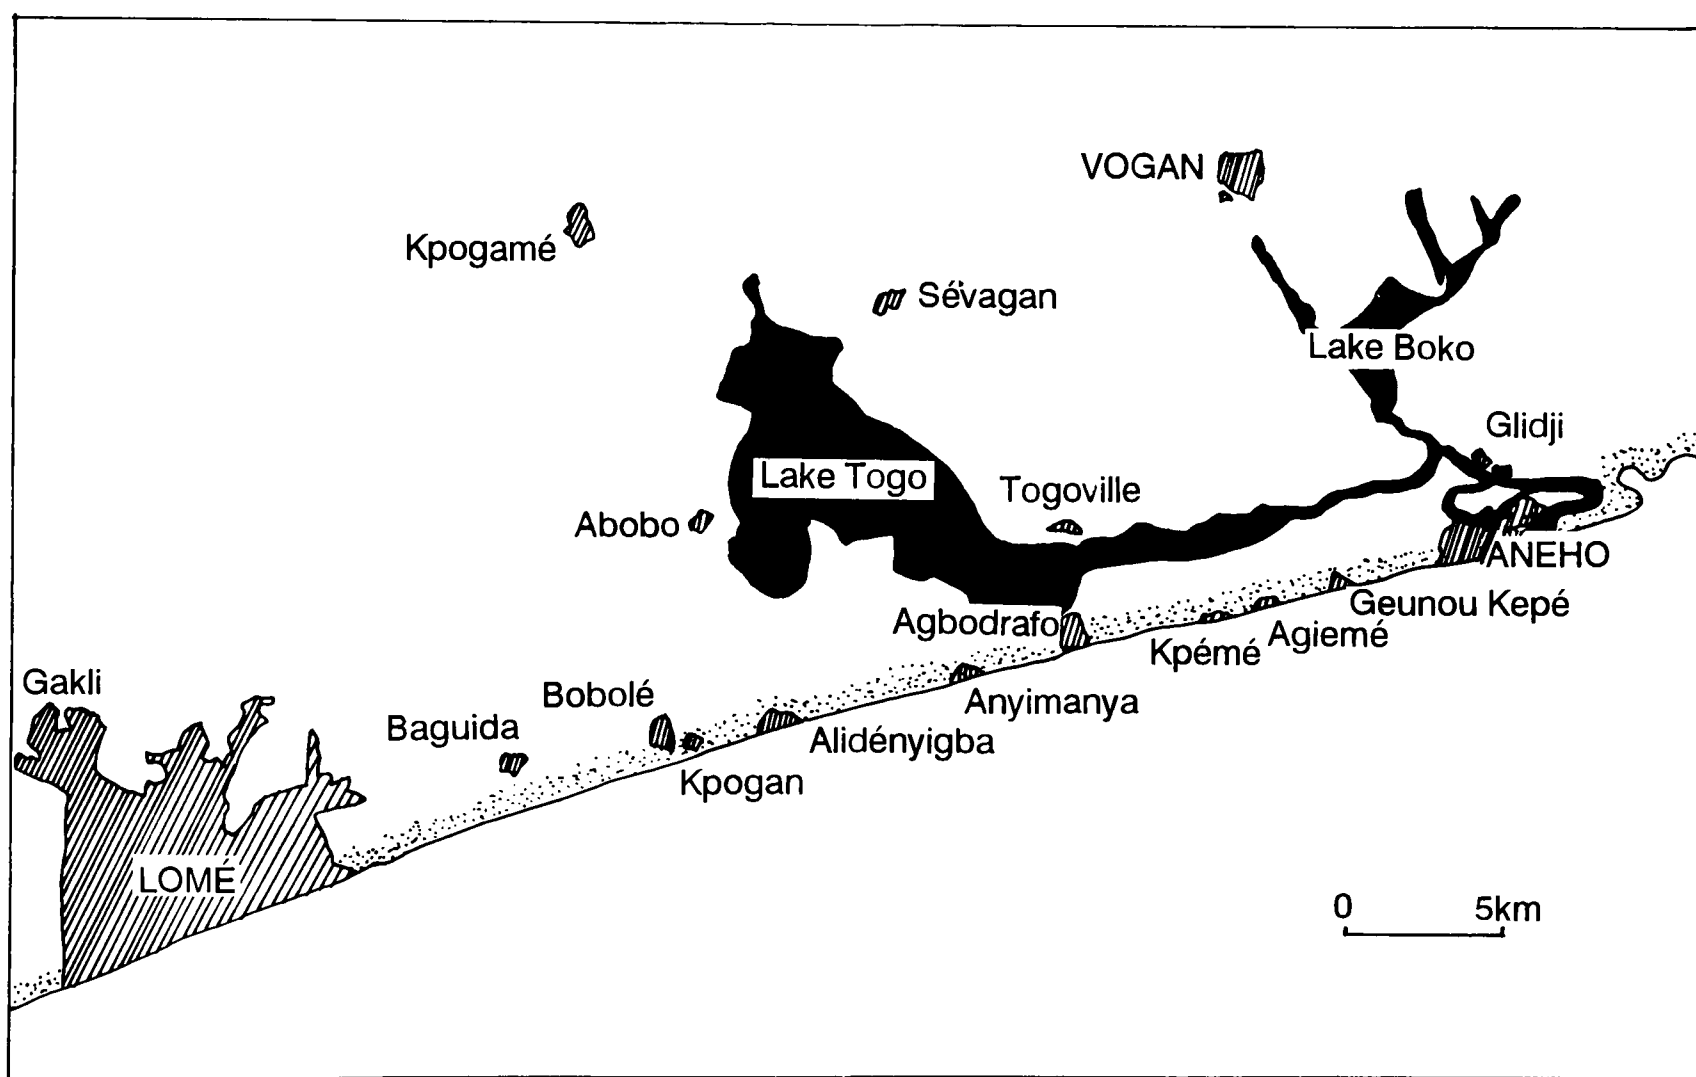 VOGAN
Kpogamé
Sévagan
Lake Boko
Glidji
Lake Togo
Togoville
Abobo
ANEHO
Geunou Kepé
Agbodrafo
Agiemé
Kpémé
Gakli
Bobolé
Anyimanya
Baguida
Alidényigba
Kpogan
LOMÉ
0 5km